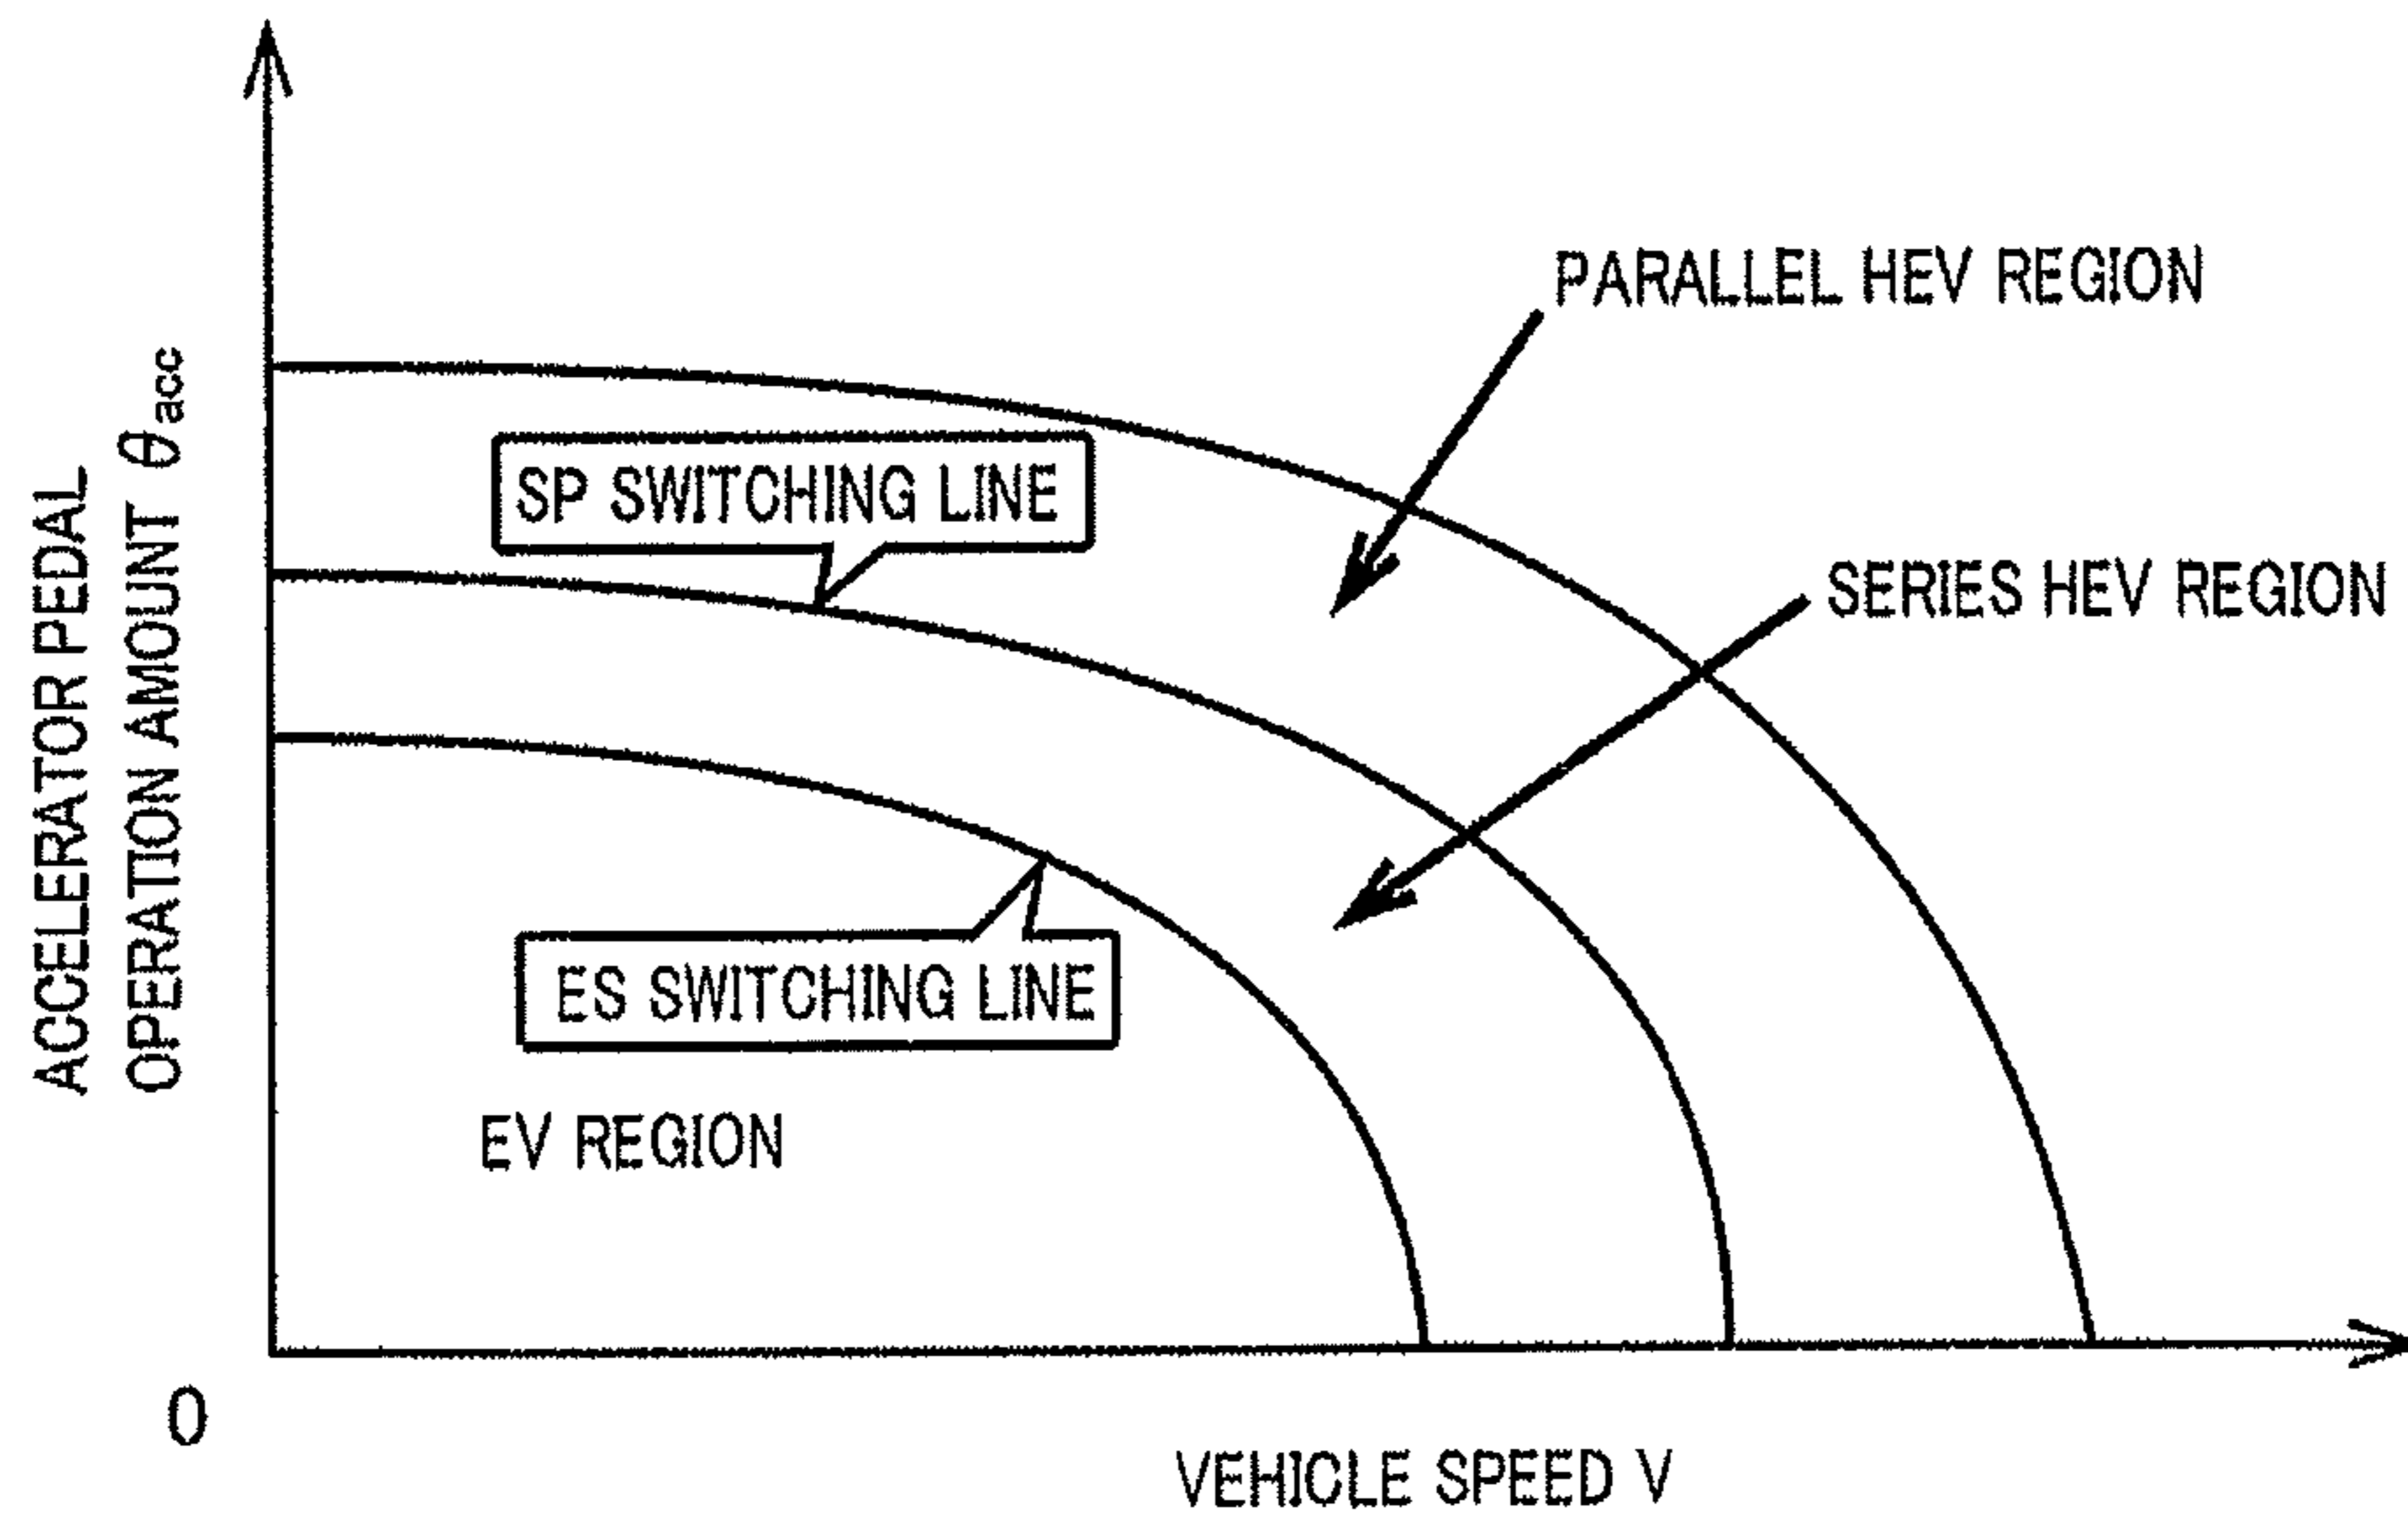 PARALLEL HEV REGION
SP SWITCHING LINE
SERIES HEV REGION
ACCELERATOR PEDAL
OPERATION AMOUNT θacc
ES SWITCHING LINE
EV REGION
0
VEHICLE SPEED V